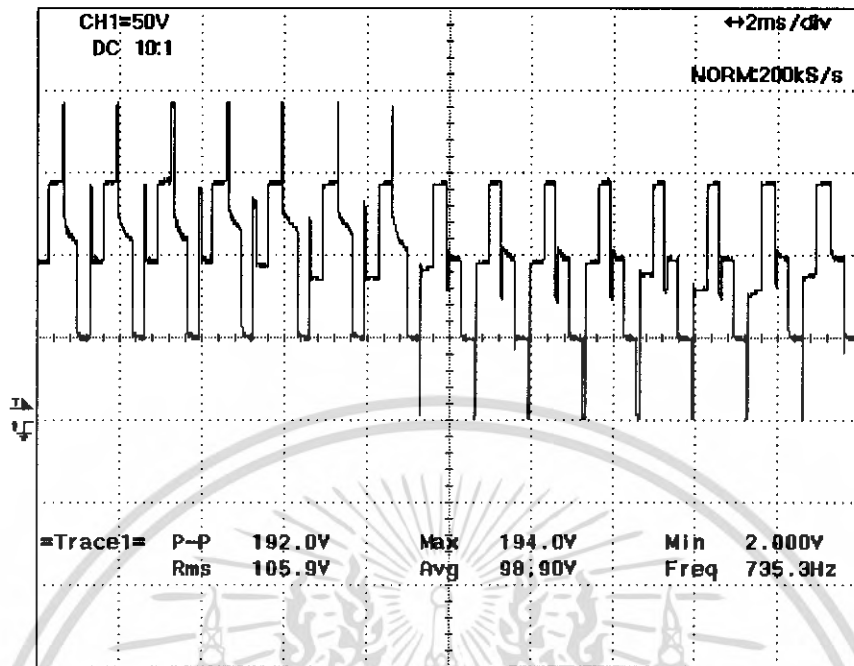 CH1=50V
DC 10:1
↔2ms/div
NORM:200kS/s
=Trace1= P-P 192.0V Max 194.0V Min 2.000V
Rms 105.9V Avg 98.90V Freq 735.3Hz